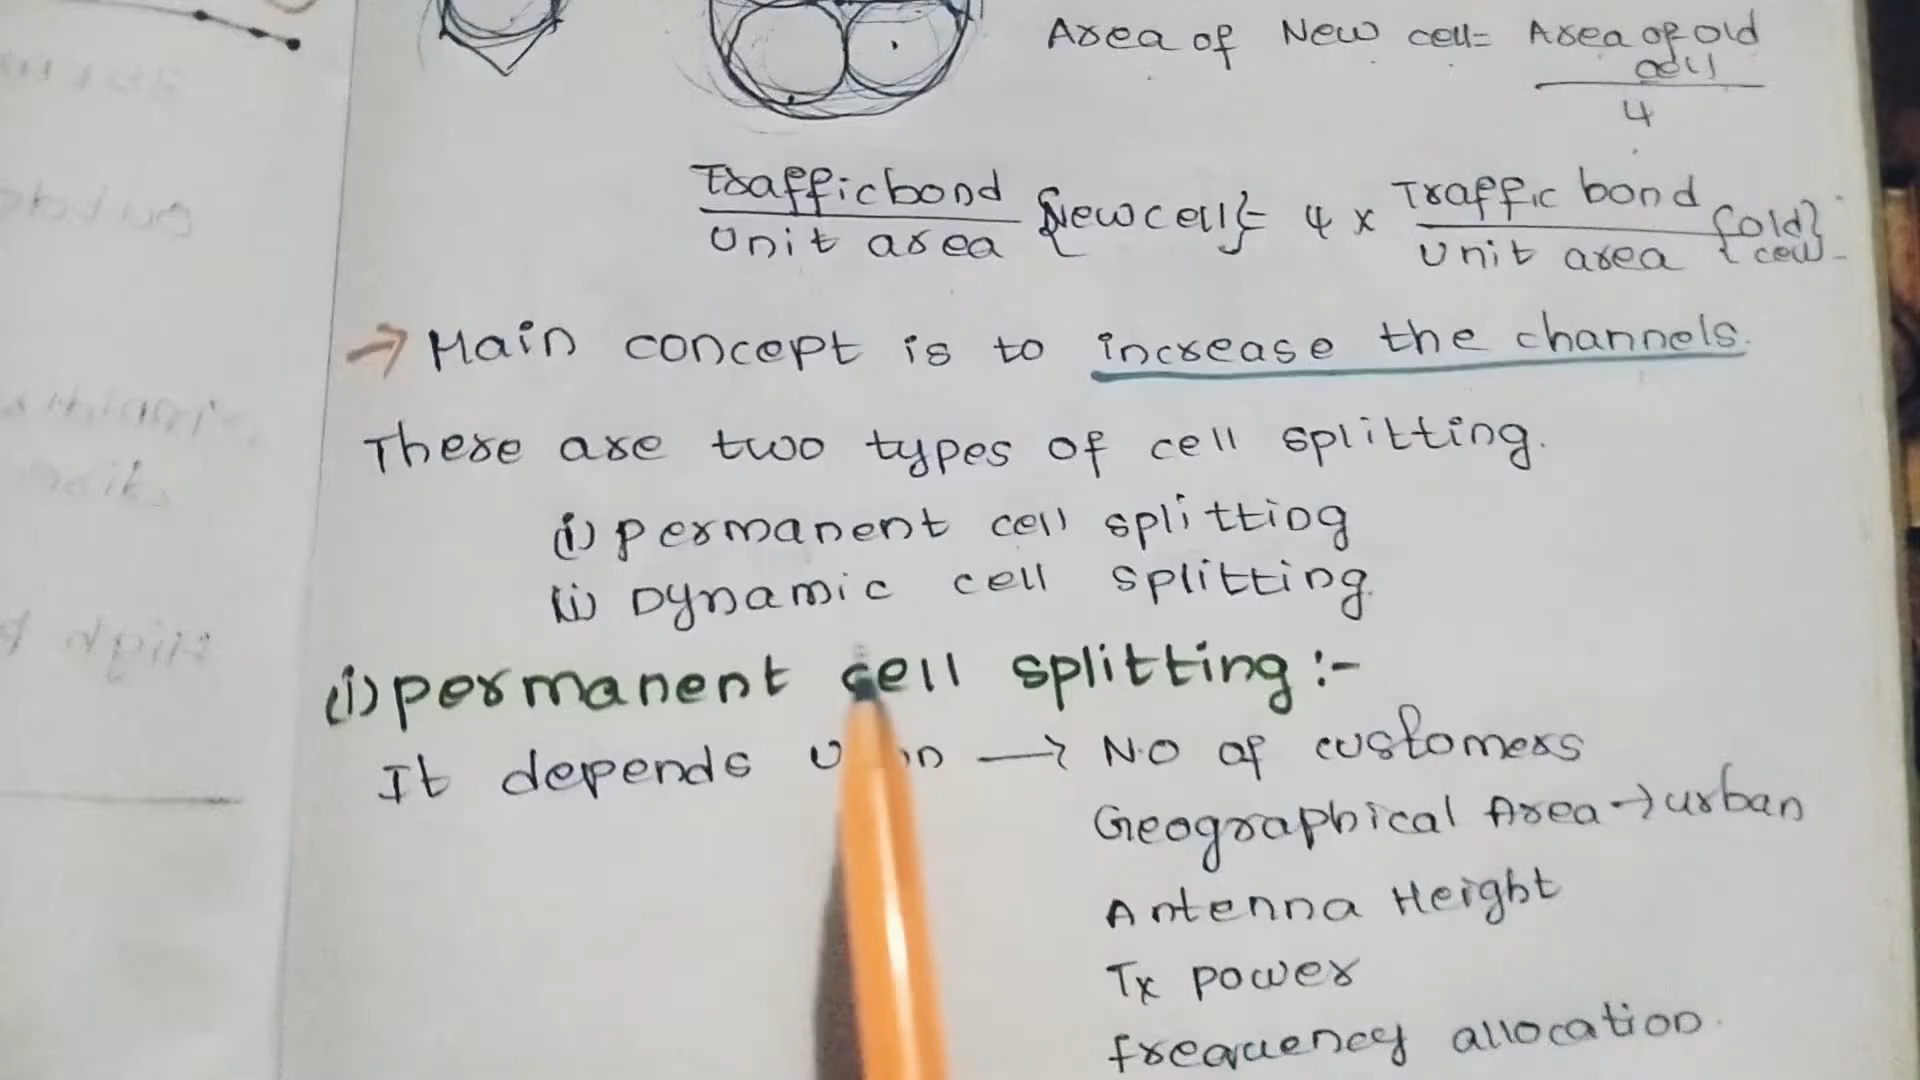 Area of New cell = Area of old cell
4
Traffic bond {New cell} = 4 x Traffic bond {old cell}
Unit area Unit area
→ Main concept is to increase the channels.
There are two types of cell splitting.
(i) permanent cell splitting
(ii) Dynamic cell splitting.
(i) permanent cell splitting :-
It depends → N.O of customers
Geographical Area → urban
Antenna Height
Tx power
frequency allocation.